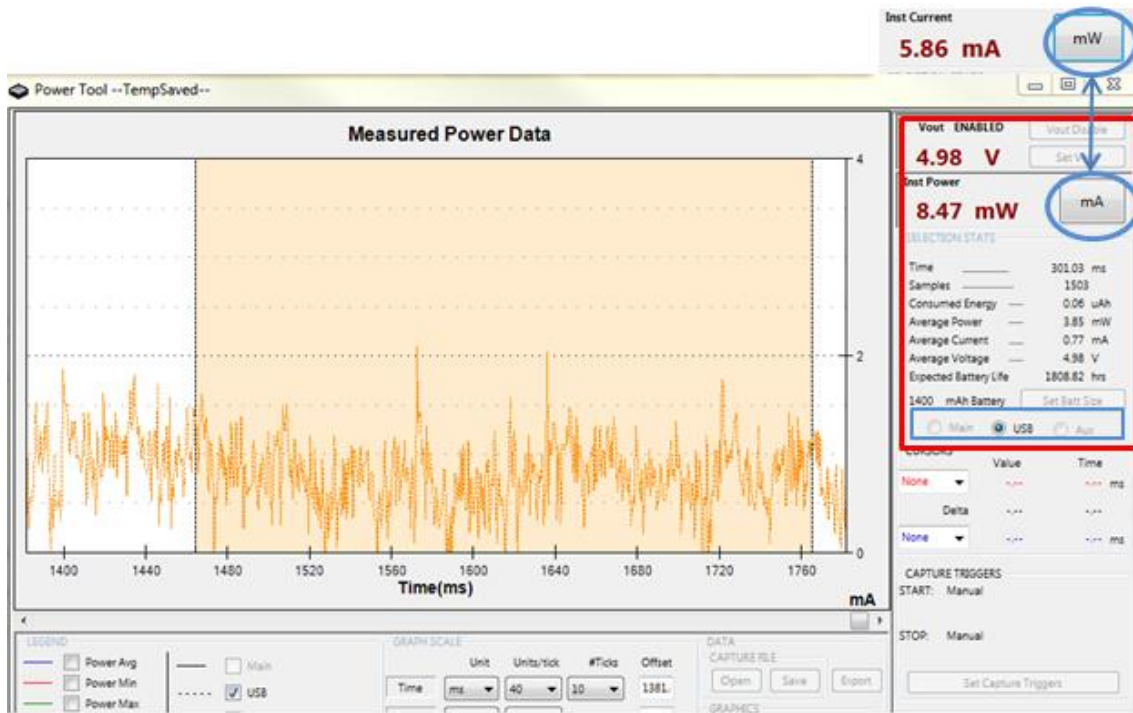 Inst Current
5.86 mA
mW
Power Tool --TempSaved--
Measured Power Data
4
2
0
1400 1440 1480 1520 1560 1600 1640 1680 1720 1760
Time(ms)
mA
Vout ENABLED
Vout Disable
4.98 V
Inst Power
mA
8.47 mW
SELECTION STATS
Time 301.03 ms
Samples 1503
Consumed Energy 0.06 uAh
Average Power 3.85 mW
Average Current 0.77 mA
Average Voltage 4.98 V
Expected Battery Life 1808.82 hrs
1400 mAh Battery Set Batt Size
Main USB Aux
CURSORS
Value Time
None -.-- -.-- ms
Delta -.-- -.--
None -.-- -.-- ms
CAPTURE TRIGGERS
START: Manual
STOP: Manual
Set Capture Triggers
LEGEND
Power Avg
Power Min
Power Max
Main
USB
GRAPH SCALE
Unit Units/tick #Ticks Offset
Time ms 40 10 1381.
DATA
CAPTURE FILE
Open Save Export
GRAPHICS